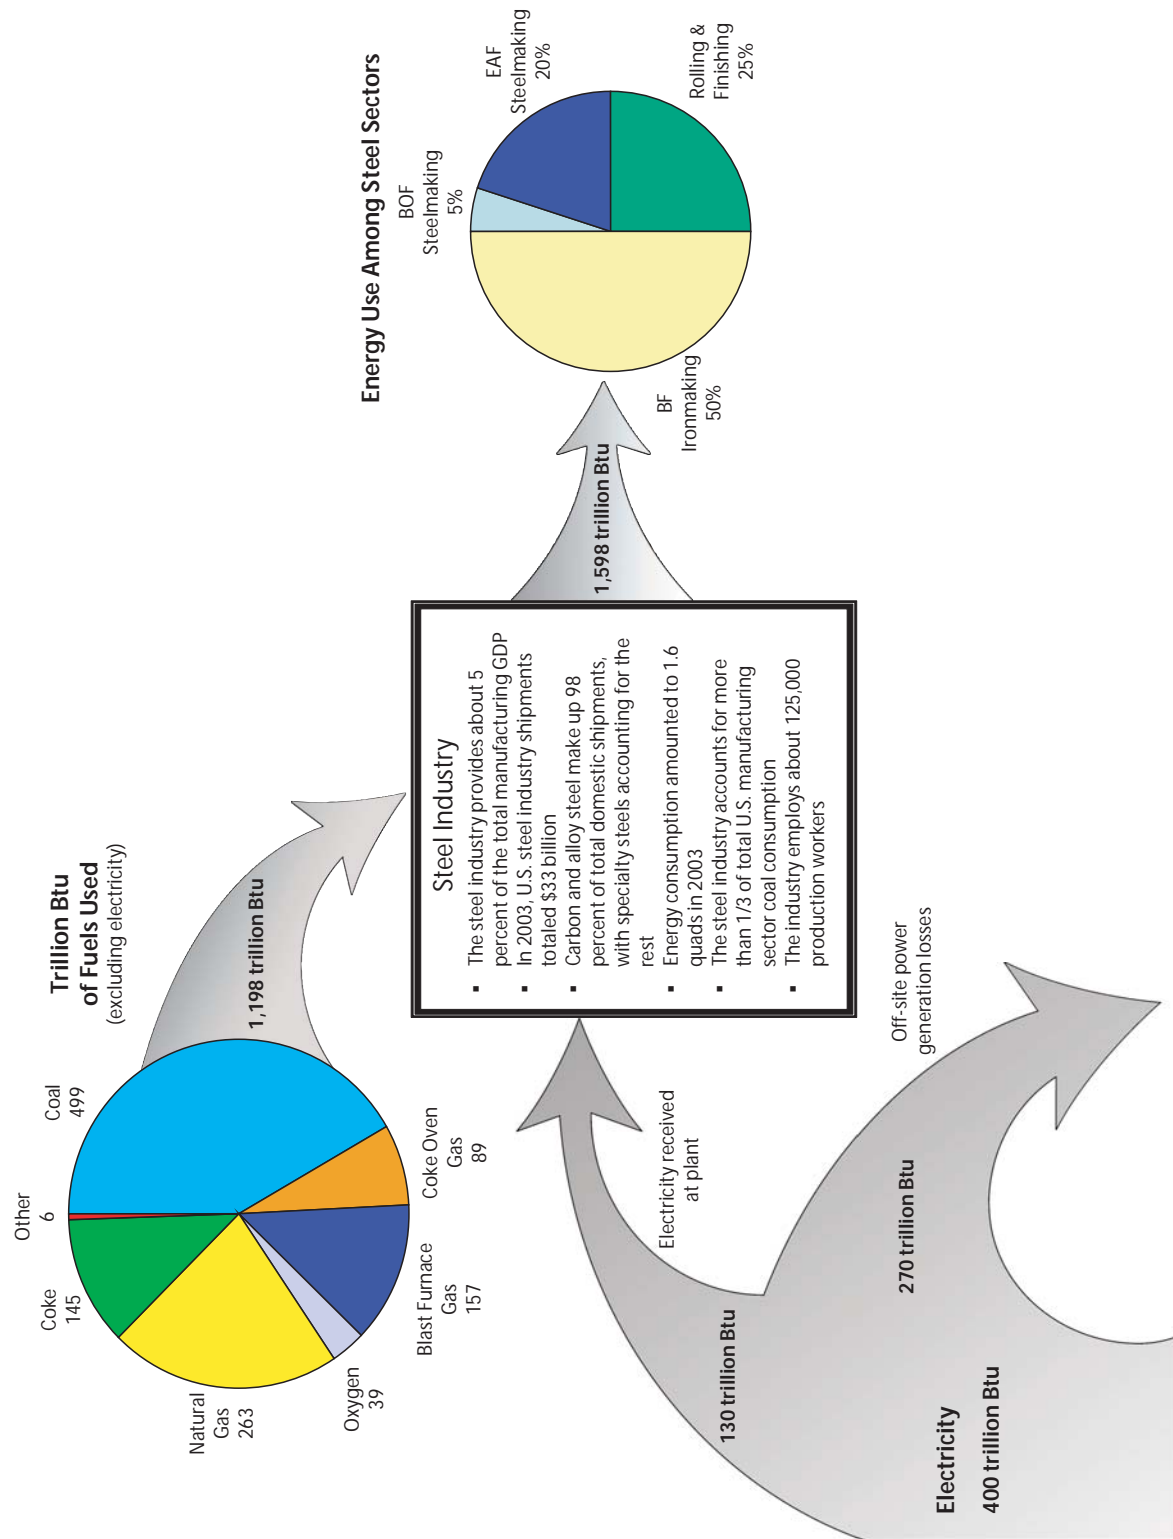 Trillion Btu
of Fuels Used
(excluding electricity)
Other
6
Coal
499
Coke
145
Natural
Gas
263
Oxygen
39
Blast Furnace
Gas
157
Coke Oven
Gas
89
1,198 trillion Btu
Steel Industry
▪ The steel industry provides about 5
percent of the total manufacturing GDP
▪ In 2003, U.S. steel industry shipments
totaled $33 billion
▪ Carbon and alloy steel make up 98
percent of total domestic shipments,
with specialty steels accounting for the
rest
▪ Energy consumption amounted to 1.6
quads in 2003
▪ The steel industry accounts for more
than 1/3 of total U.S. manufacturing
sector coal consumption
▪ The industry employs about 125,000
production workers
1,598 trillion Btu
Energy Use Among Steel Sectors
BOF
Steelmaking
5%
EAF
Steelmaking
20%
BF
Ironmaking
50%
Rolling &
Finishing
25%
Electricity received
at plant
130 trillion Btu
Off-site power
generation losses
270 trillion Btu
Electricity
400 trillion Btu